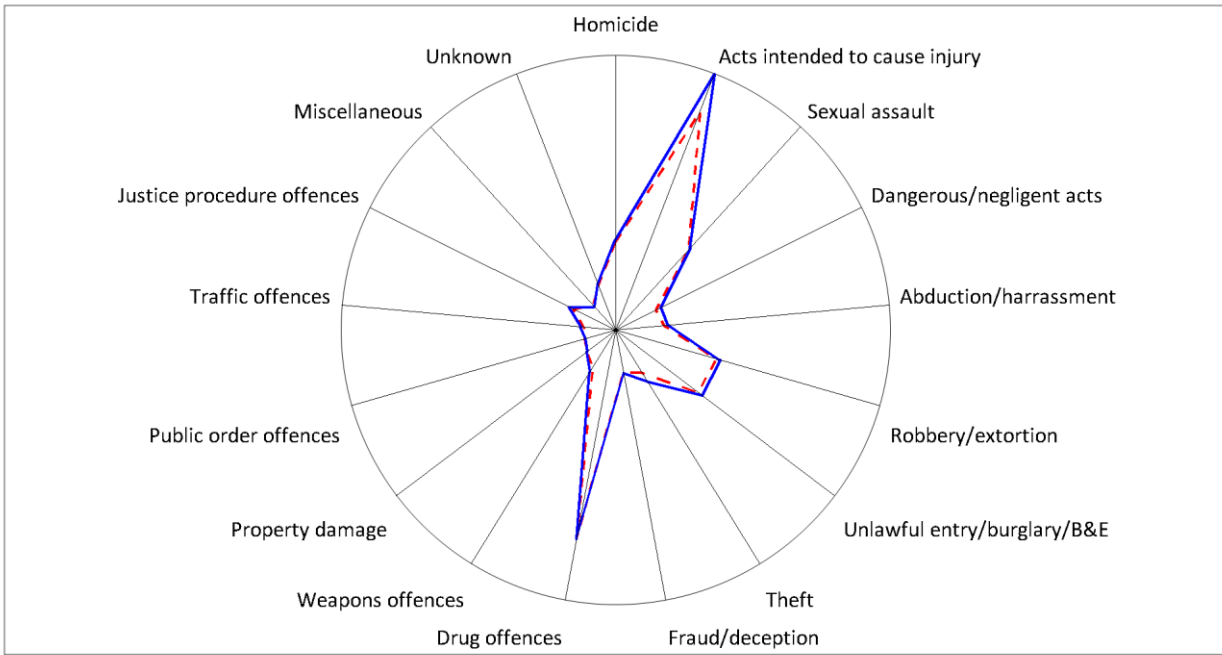 Homicide
Acts intended to cause injury
Sexual assault
Dangerous/negligent acts
Abduction/harrassment
Robbery/extortion
Unlawful entry/burglary/B&E
Theft
Fraud/deception
Drug offences
Weapons offences
Property damage
Public order offences
Traffic offences
Justice procedure offences
Miscellaneous
Unknown